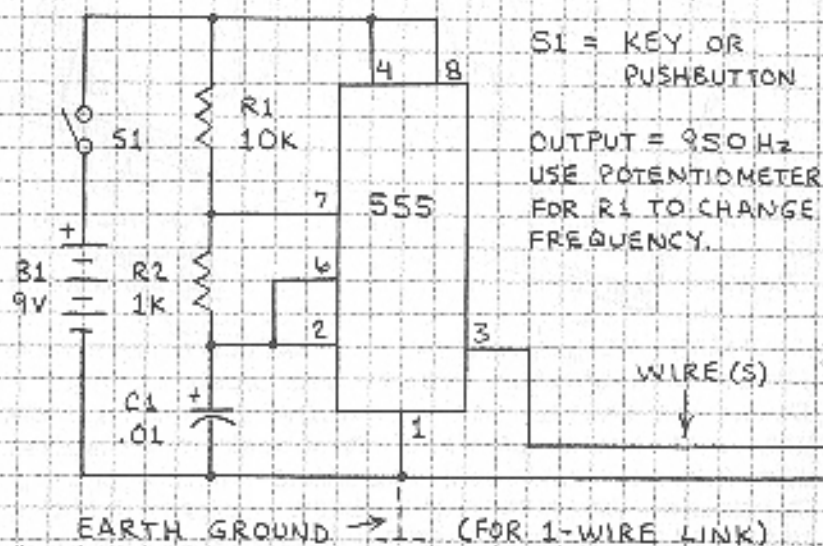 S1 = KEY OR
PUSHBUTTON
4
8
R1
10K
S1
OUTPUT = 950 Hz
USE POTENTIOMETER
FOR R1 TO CHANGE
FREQUENCY.
7
555
+
6
B1
9V
R2
1K
2
3
WIRE(S)
C1
.01
+
1
EARTH GROUND → (FOR 1-WIRE LINK)